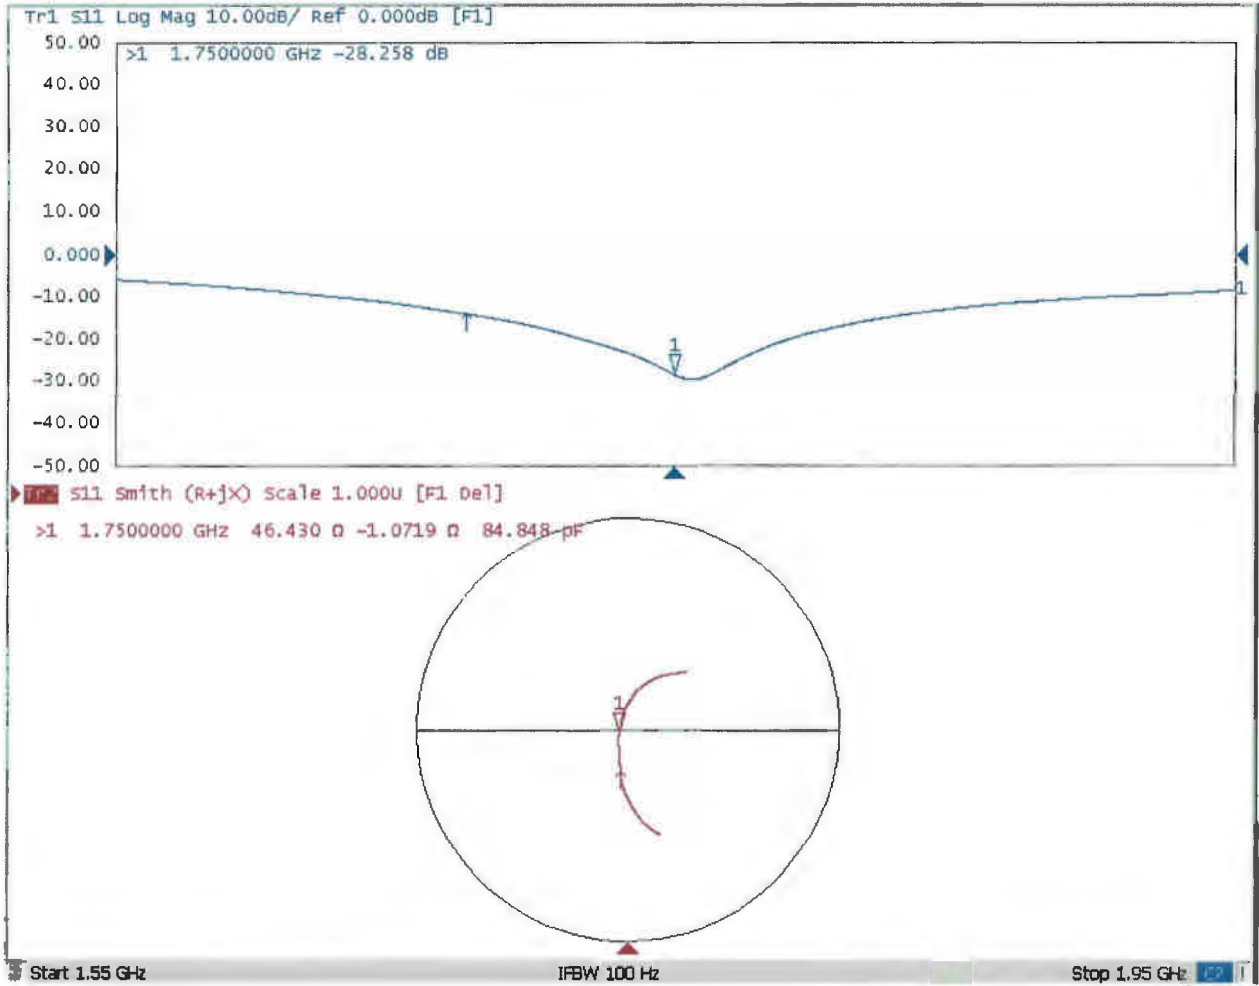 Tr1 S11 Log Mag 10.00dB/ Ref 0.000dB [F1]
50.00
>1 1.7500000 GHz -28.258 dB
40.00
30.00
20.00
10.00
0.000
-10.00
1
-20.00
1
-30.00
-40.00
-50.00
S11 Smith (R+jX) Scale 1.000U [F1 Del]
>1 1.7500000 GHz 46.430 Ω -1.0719 Ω 84.848 pF
1
Start 1.55 GHz IFBW 100 Hz Stop 1.95 GHz C2